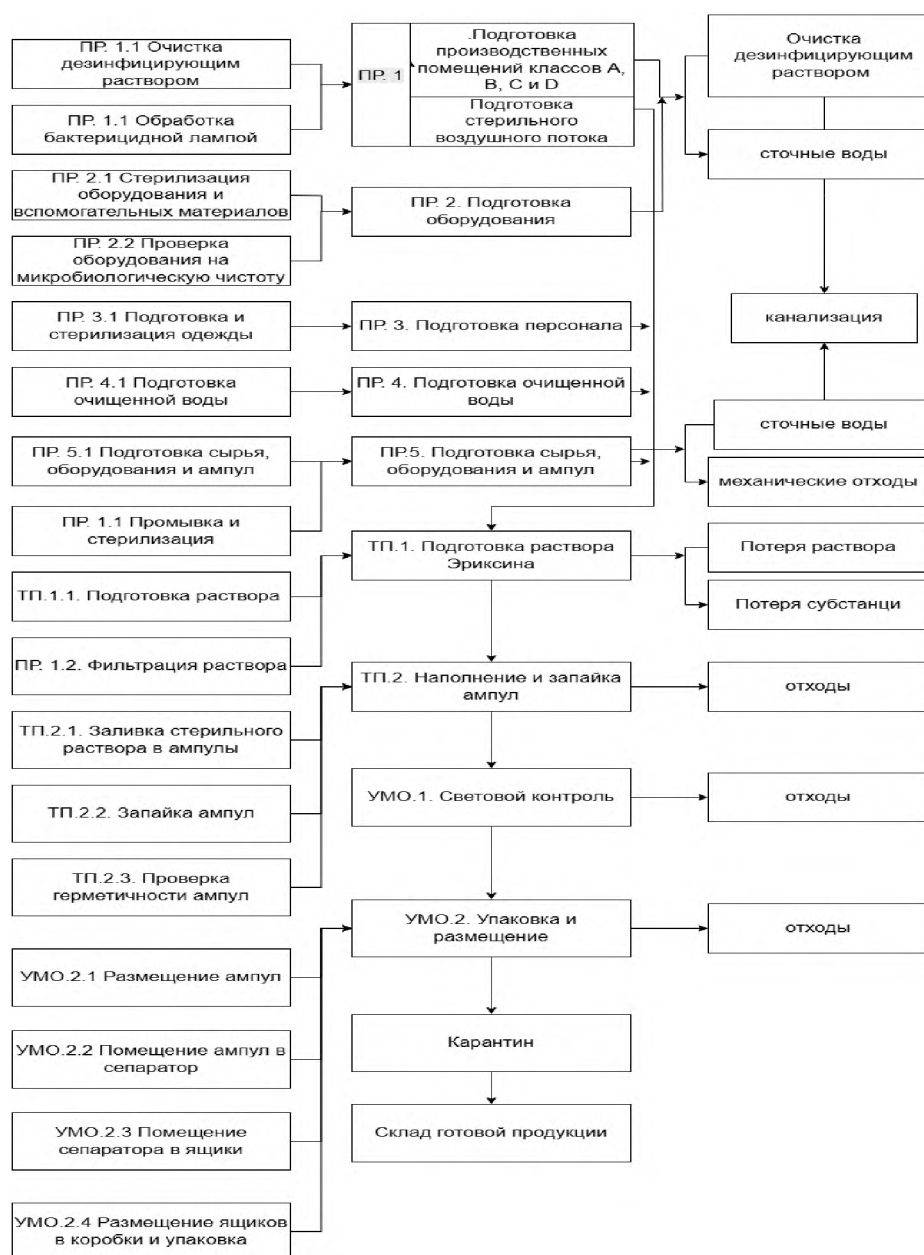 ПР. 1.1 Очистка
дезинфицирующим
раствором
ПР. 1
.Подготовка
производственных
помещений классов А,
В, С и D
Подготовка
стерильного
воздушного потока
Очистка
дезинфицирующим
раствором
ПР. 1.1 Обработка
бактерицидной лампой
сточные воды
ПР. 2.1 Стерилизация
оборудования и
вспомогательных материалов
ПР. 2. Подготовка
оборудования
ПР. 2.2 Проверка
оборудования на
микробиологическую чистоту
канализация
ПР. 3.1 Подготовка и
стерилизация одежды
ПР. 3. Подготовка персонала
ПР. 4.1 Подготовка
очищенной воды
ПР. 4. Подготовка очищенной
воды
сточные воды
ПР. 5.1 Подготовка сырья,
оборудования и ампул
ПР.5. Подготовка сырья,
оборудования и ампул
механические отходы
ПР. 1.1 Промывка и
стерилизация
ТП.1. Подготовка раствора
Эриксина
Потеря раствора
ТП.1.1. Подготовка раствора
Потеря субстанци
ПР. 1.2. Фильтрация раствора
ТП.2. Наполнение и запайка
ампул
отходы
ТП.2.1. Заливка стерильного
раствора в ампулы
ТП.2.2. Запайка ампул
УМО.1. Световой контроль
отходы
ТП.2.3. Проверка
герметичности ампул
УМО.2. Упаковка и
размещение
отходы
УМО.2.1 Размещение ампул
УМО.2.2 Помещение ампул в
сепаратор
Карантин
УМО.2.3 Помещение
сепаратора в ящики
Склад готовой продукции
УМО.2.4 Размещение ящиков
в коробки и упаковка